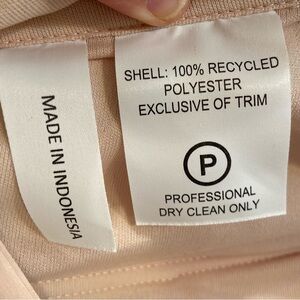 MADE IN INDONESIA
SHELL: 100% RECYCLED
POLYESTER
EXCLUSIVE OF TRIM
P
PROFESSIONAL
DRY CLEAN ONLY